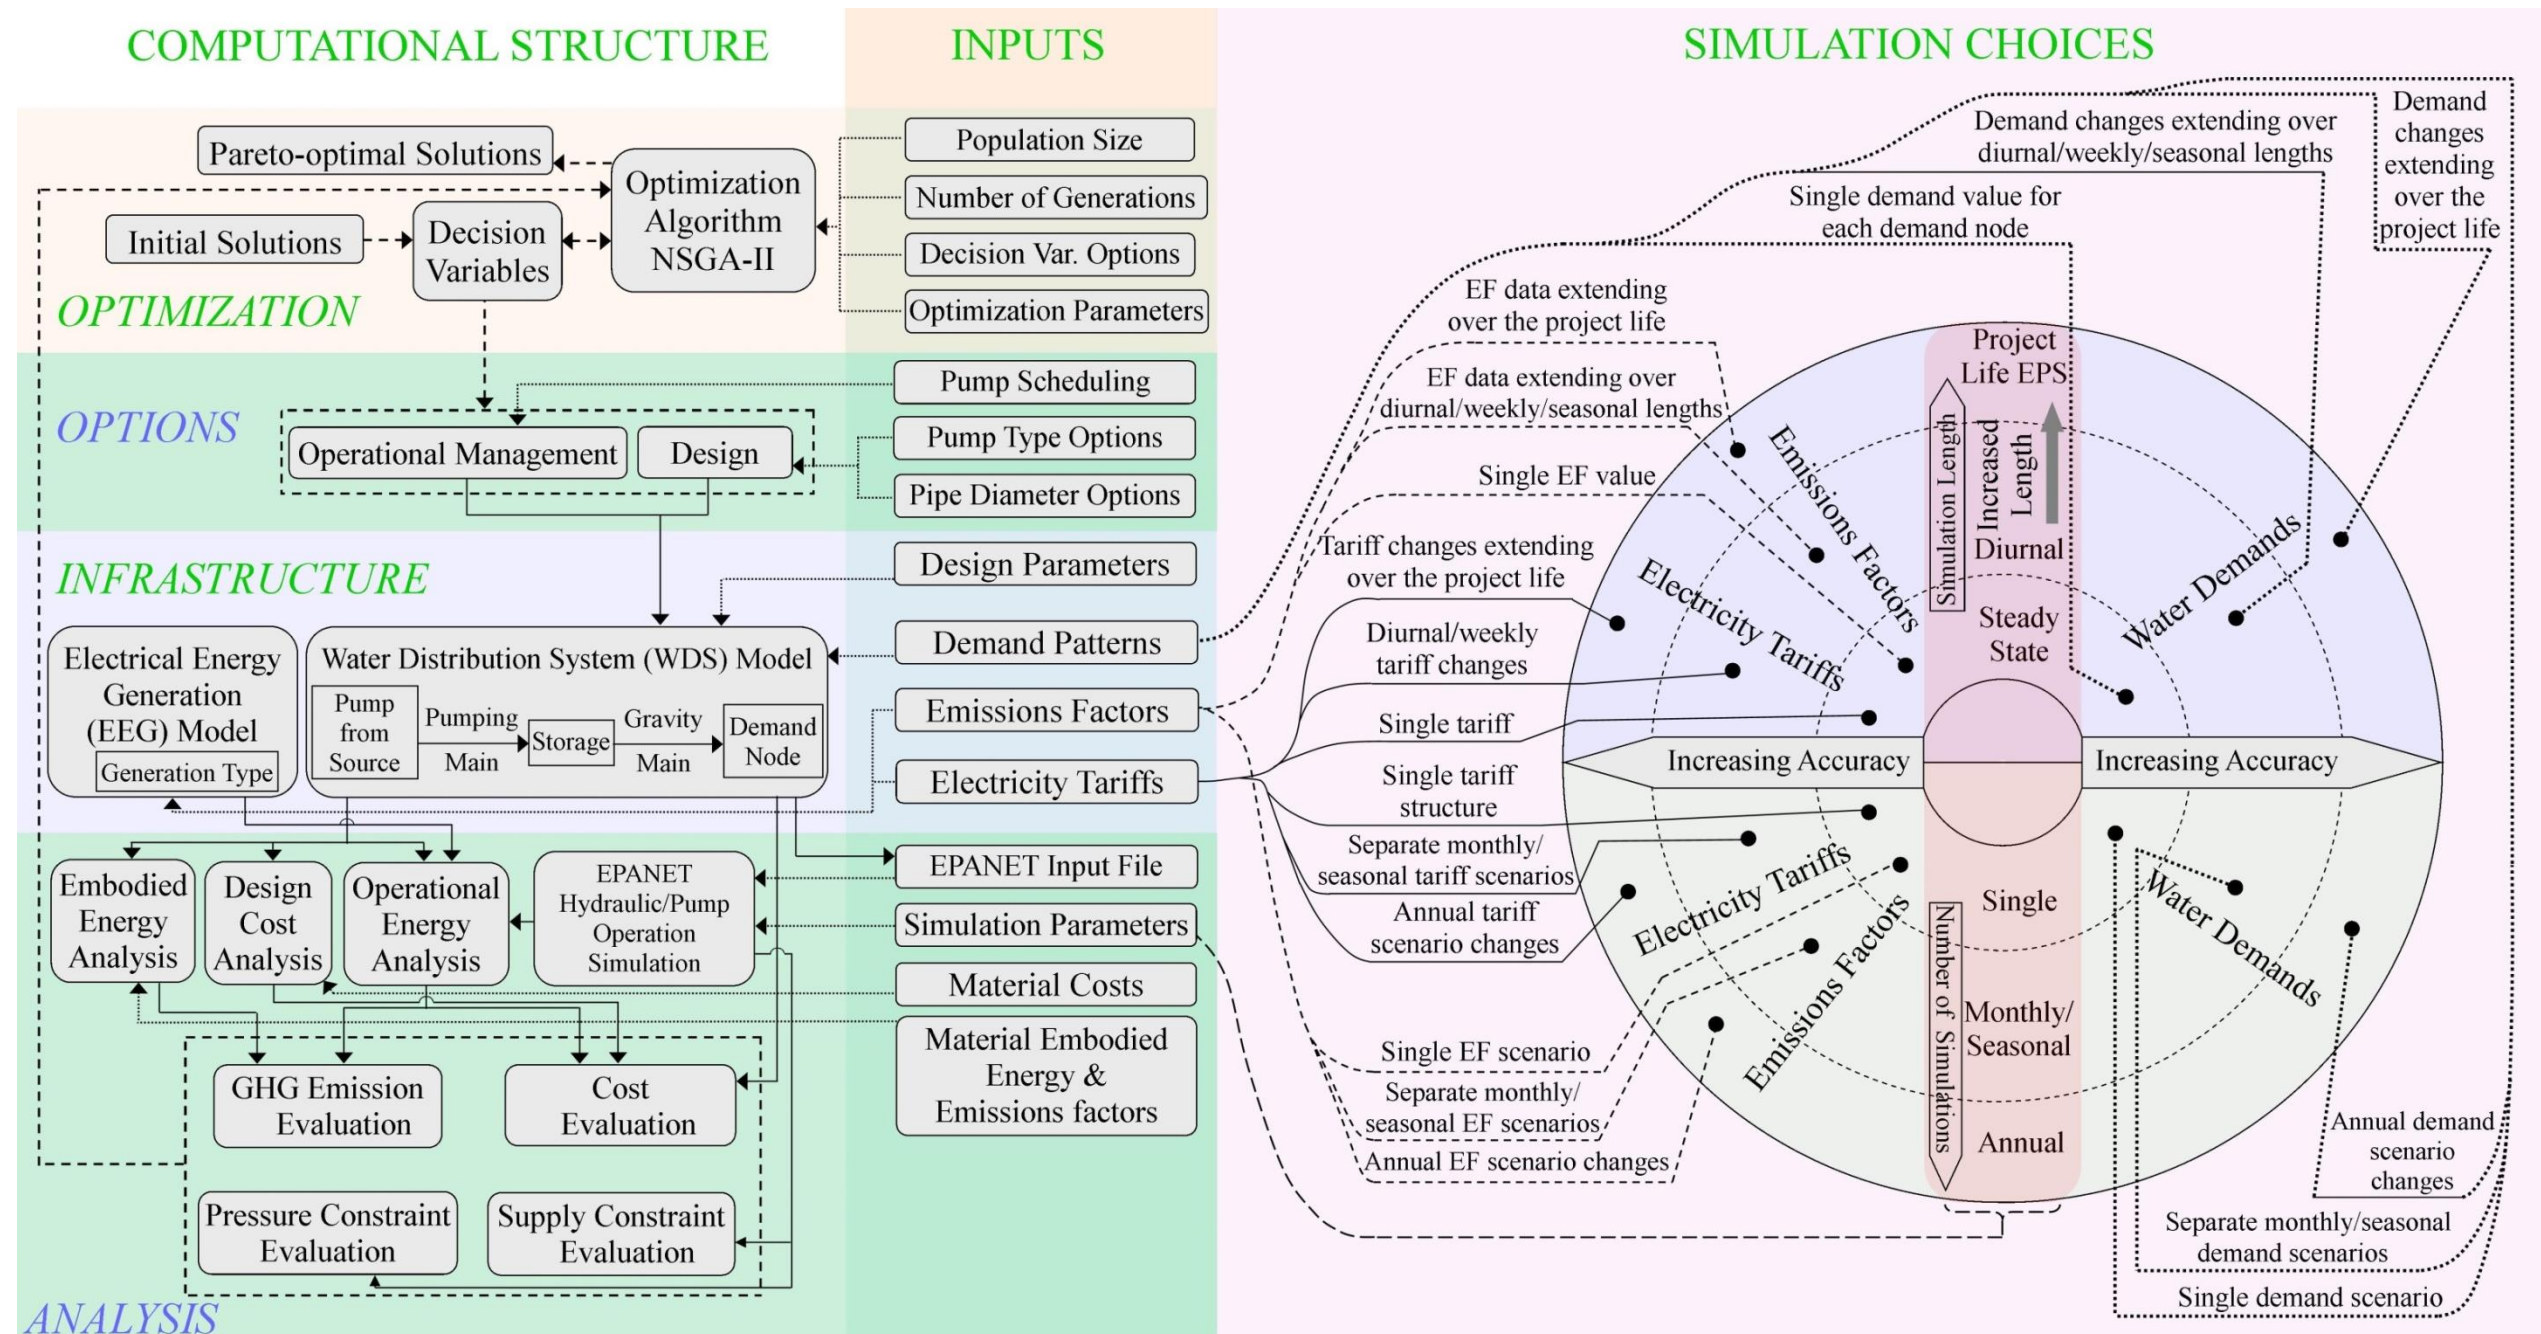 COMPUTATIONAL STRUCTURE
INPUTS
SIMULATION CHOICES
Pareto-optimal Solutions
Optimization
Algorithm
NSGA-II
Initial Solutions
Decision
Variables
OPTIMIZATION
Population Size
Number of Generations
Decision Var. Options
Optimization Parameters
OPTIONS
Operational Management
Design
Pump Scheduling
Pump Type Options
Pipe Diameter Options
INFRASTRUCTURE
Electrical Energy
Generation
(EEG) Model
Generation Type
Water Distribution System (WDS) Model
Pump
from
Source
Pumping
Main
Storage
Gravity
Main
Demand
Node
Design Parameters
Demand Patterns
Emissions Factors
Electricity Tariffs
Embodied
Energy
Analysis
Design
Cost
Analysis
Operational
Energy
Analysis
EPANET
Hydraulic/Pump
Operation
Simulation
EPANET Input File
Simulation Parameters
Material Costs
Material Embodied
Energy &
Emissions factors
GHG Emission
Evaluation
Cost
Evaluation
Pressure Constraint
Evaluation
Supply Constraint
Evaluation
ANALYSIS
Demand changes extending over
diurnal/weekly/seasonal lengths
Demand
changes
extending
over the
project life
Single demand value for
each demand node
EF data extending
over the project life
EF data extending over
diurnal/weekly/seasonal lengths
Single EF value
Tariff changes extending
over the project life
Diurnal/weekly
tariff changes
Single tariff
Single tariff
structure
Separate monthly/
seasonal tariff scenarios
Annual tariff
scenario changes
Single EF scenario
Separate monthly/
seasonal EF scenarios
Annual EF scenario changes
Project
Life EPS
Simulation Length
Increased
Length
Diurnal
Steady
State
Emissions Factors
Electricity Tariffs
Water Demands
Increasing Accuracy
Increasing Accuracy
Electricity Tariffs
Emissions Factors
Water Demands
Single
Number of Simulations
Monthly/
Seasonal
Annual
Annual demand
scenario
changes
Separate monthly/seasonal
demand scenarios
Single demand scenario